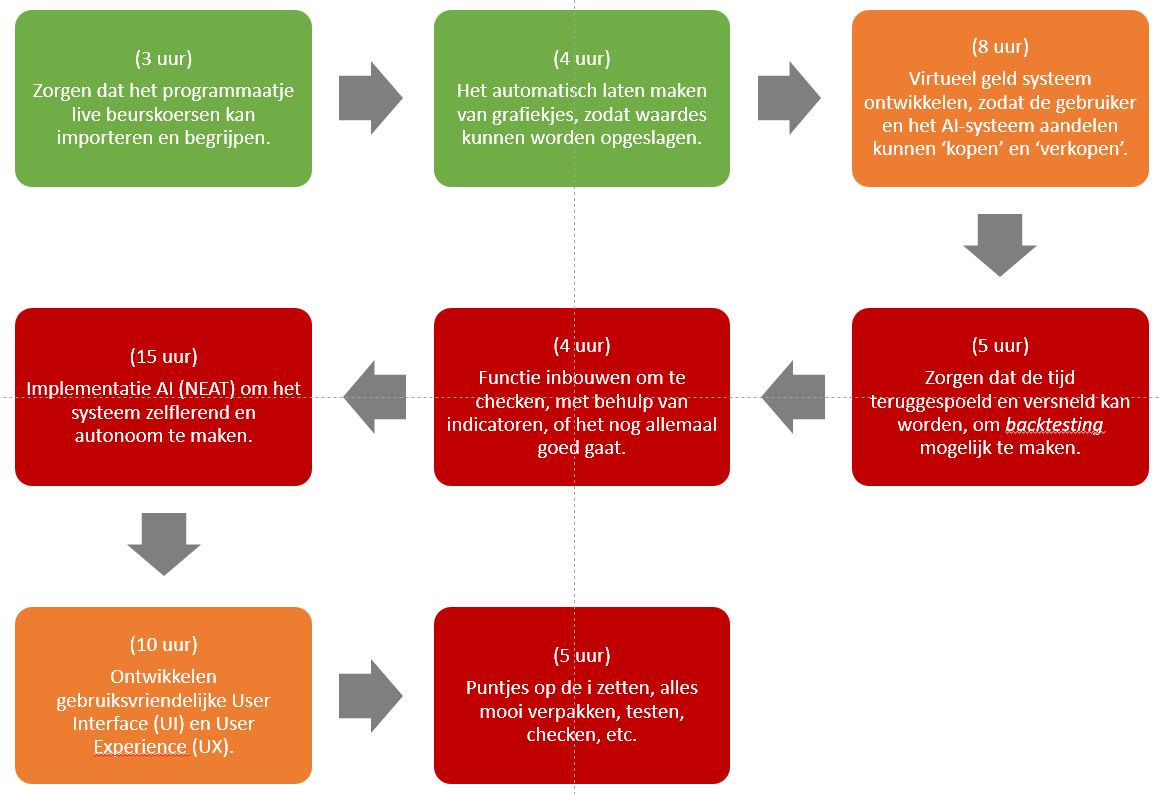 (3 uur)
Zorgen dat het programmaatje
live beurskoersen kan
importeren en begrijpen.
(4 uur)
Het automatisch laten maken
van grafiekjes, zodat waardes
kunnen worden opgeslagen.
(8 uur)
Virtueel geld systeem
ontwikkelen, zodat de gebruiker
en het AI-systeem aandelen
kunnen ‘kopen’ en ‘verkopen’.
(5 uur)
Zorgen dat de tijd
teruggespoeld en versneld kan
worden, om backtesting
mogelijk te maken.
(4 uur)
Functie inbouwen om te
checken, met behulp van
indicatoren, of het nog allemaal
goed gaat.
(15 uur)
Implementatie AI (NEAT) om het
systeem zelflerend en
autonoom te maken.
(10 uur)
Ontwikkelen
gebruiksvriendelijke User
Interface (UI) en User
Experience (UX).
(5 uur)
Puntjes op de i zetten, alles
mooi verpakken, testen,
checken, etc.